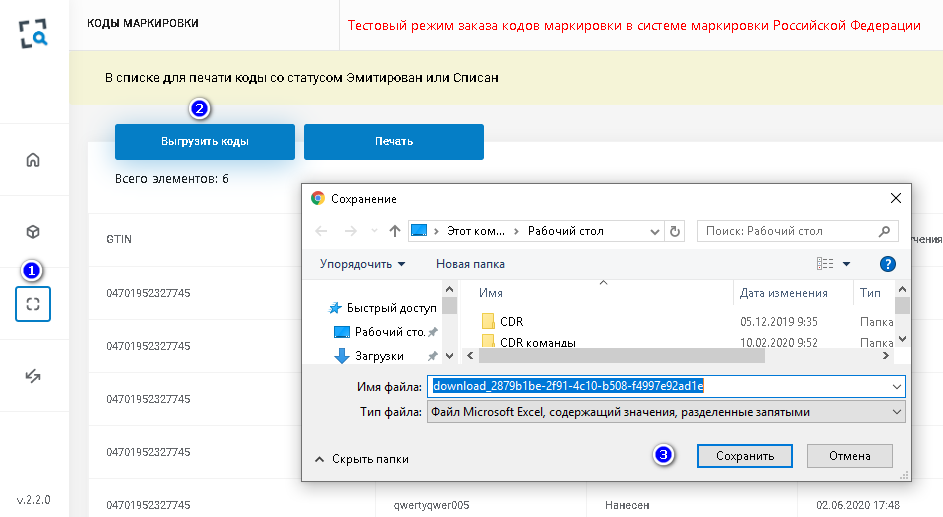 КОДЫ МАРКИРОВКИ
Тестовый режим заказа кодов маркировки в системе маркировки Российской Федерации
В списке для печати коды со статусом Эмитирован или Списан
2
Выгрузить коды
Печать
Всего элементов: 6
Сохранение
Этот ком... › Рабочий стол
Поиск: Рабочий стол
GTIN
чения
Упорядочить
Новая папка
?
1
Имя
Дата изменения
Тип
04701952327745
Быстрый доступ
CDR
05.12.2019 9:35
Папка
Рабочий сто.
04701952327745
CDR команды
10.02.2020 9:52
Папка
Загрузки
Имя файла:
download_2879b1be-2f91-4c10-b508-f4997e92ad1e
04701952327745
Тип файла:
Файл Microsoft Excel, содержащий значения, разделенные запятыми
04701952327745
Скрыть папки
3
Сохранить
Отмена
v.2.2.0
04701952327745
qwertyqwer005
Нанесен
02.06.2020 17:48